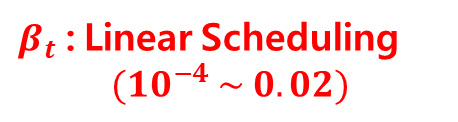 βₜ : Linear Scheduling
(10⁻⁴ ~ 0.02)